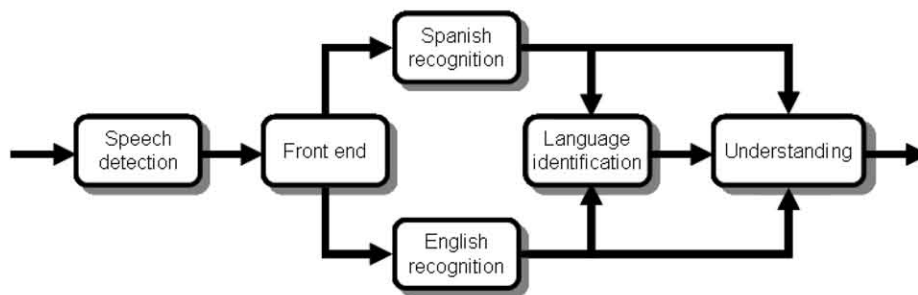 Speech
detection
Front end
Spanish
recognition
English
recognition
Language
identification
Understanding